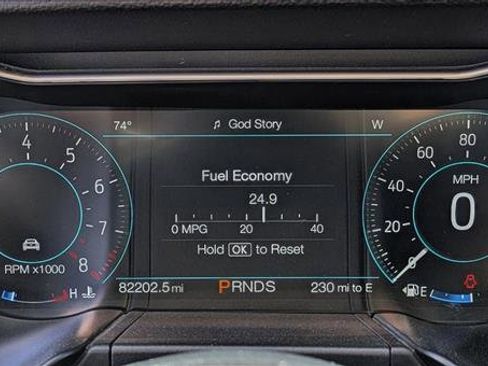 74° ♬ God Story W
4 5 6 7 8
RPM x1000
H
Fuel Economy
24.9
0 MPG 20 40
Hold OK to Reset
82202.5 mi PRNDS 230 mi to E
80 60 40 20 0
MPH
0
E